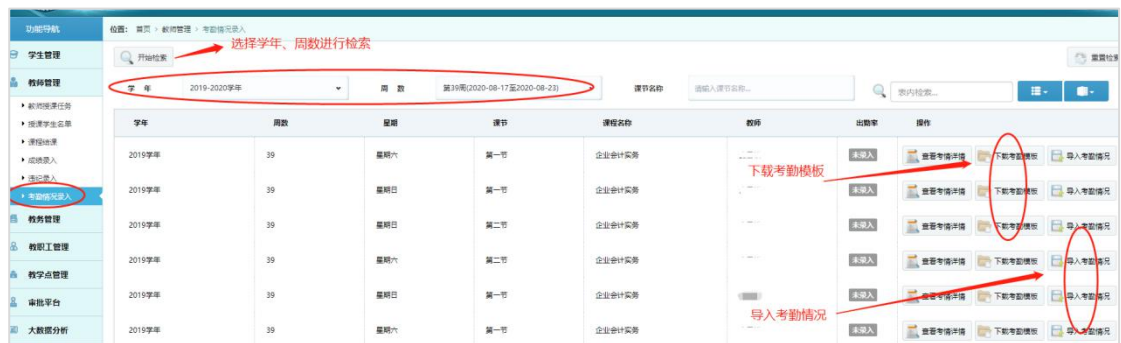 功能导航
位置： 首页 › 教师管理 › 考勤情况录入
学生管理
开始检索
选择学年、周数进行检索
重置检索
教师管理
学 年 2019-2020学年 周 数 第39周(2020-08-17至2020-08-23) 课节名称 请输入课节名称... 表内检索...
教师授课任务
授课学生名单
课程结课
成绩录入
违纪录入
考勤情况录入
教务管理
教职工管理
教学点管理
审批平台
大数据分析
学年 周数 星期 课节 课程名称 教师 出勤率 操作
2019学年 39 星期六 第一节 企业会计实务 未录入 查看考情详情 下载考勤模板 导入考勤情况
下载考勤模板
2019学年 39 星期日 第一节 企业会计实务 未录入 查看考情详情 下载考勤模板 导入考勤情况
2019学年 39 星期日 第二节 企业会计实务 未录入 查看考情详情 下载考勤模板 导入考勤情况
2019学年 39 星期六 第二节 企业会计实务 未录入 查看考情详情 下载考勤模板 导入考勤情况
2019学年 39 星期日 第一节 企业会计实务 未录入 查看考情详情 下载考勤模板 导入考勤情况
导入考勤情况
2019学年 39 星期六 第一节 企业会计实务 未录入 查看考情详情 下载考勤模板 导入考勤情况